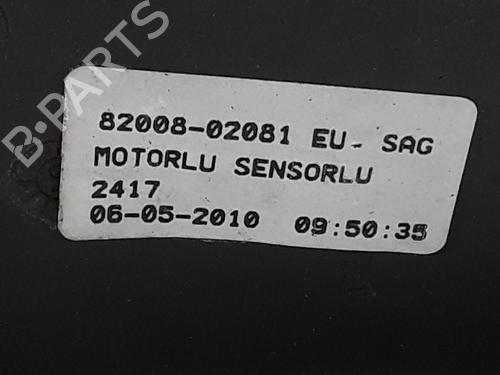 B-PARTS
82008-02081 EU- SAG
MOTORLU SENSORLU
2417
06-05-2010 09:50:35